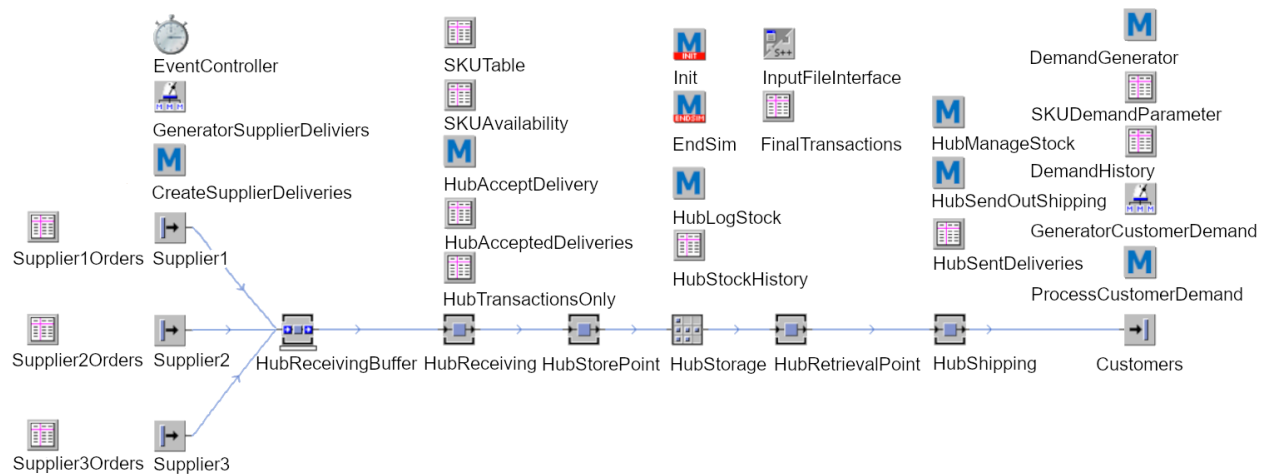 EventController
GeneratorSupplierDeliviers
CreateSupplierDeliveries
Supplier1Orders
Supplier1
Supplier2Orders
Supplier2
Supplier3Orders
Supplier3
HubReceivingBuffer
SKUTable
SKUAvailability
M
HubAcceptDelivery
HubAcceptedDeliveries
HubTransactionsOnly
HubReceiving
HubStorePoint
M
INIT
Init
M
ENDSIM
EndSim
S++
InputFileInterface
FinalTransactions
M
HubLogStock
HubStockHistory
HubStorage
HubRetrievalPoint
M
HubManageStock
M
HubSendOutShipping
HubSentDeliveries
HubShipping
M
DemandGenerator
SKUDemandParameter
DemandHistory
M M M
GeneratorCustomerDemand
M
ProcessCustomerDemand
Customers